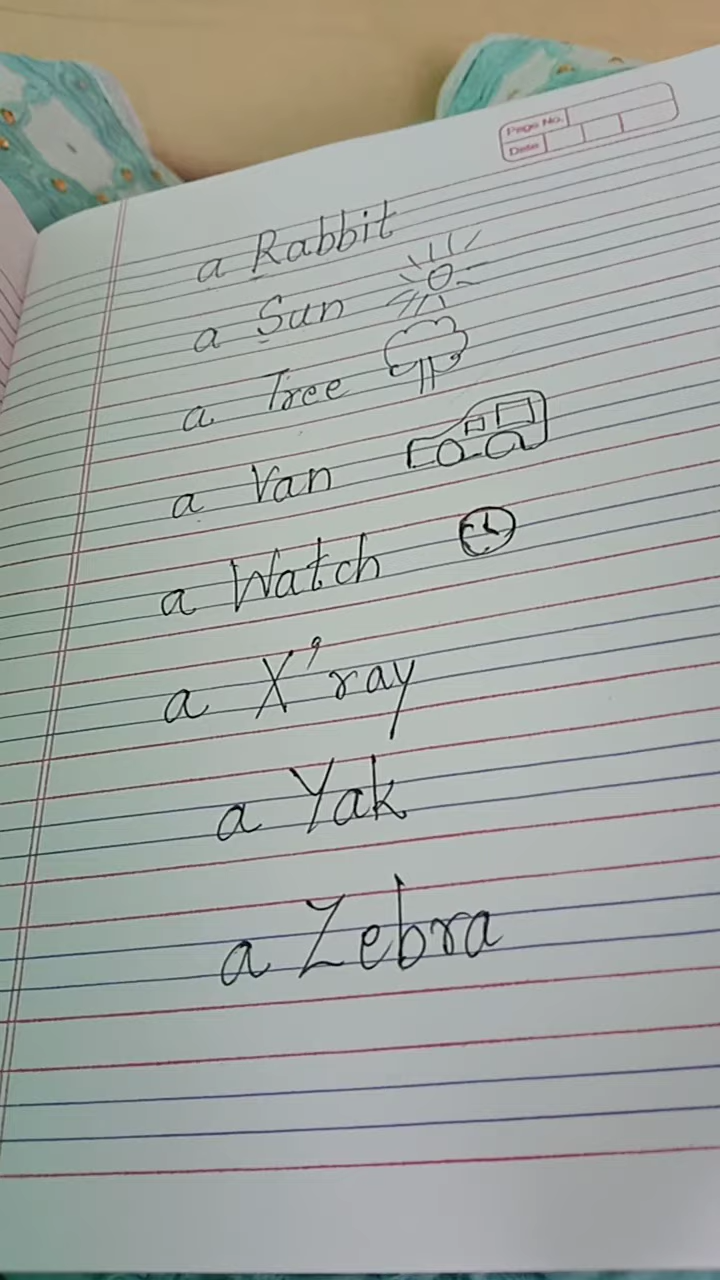 Page No.
Date
a Rabbit
a Sun
a Tree
a Van
a Watch
a X'ray
a Yak
a Zebra